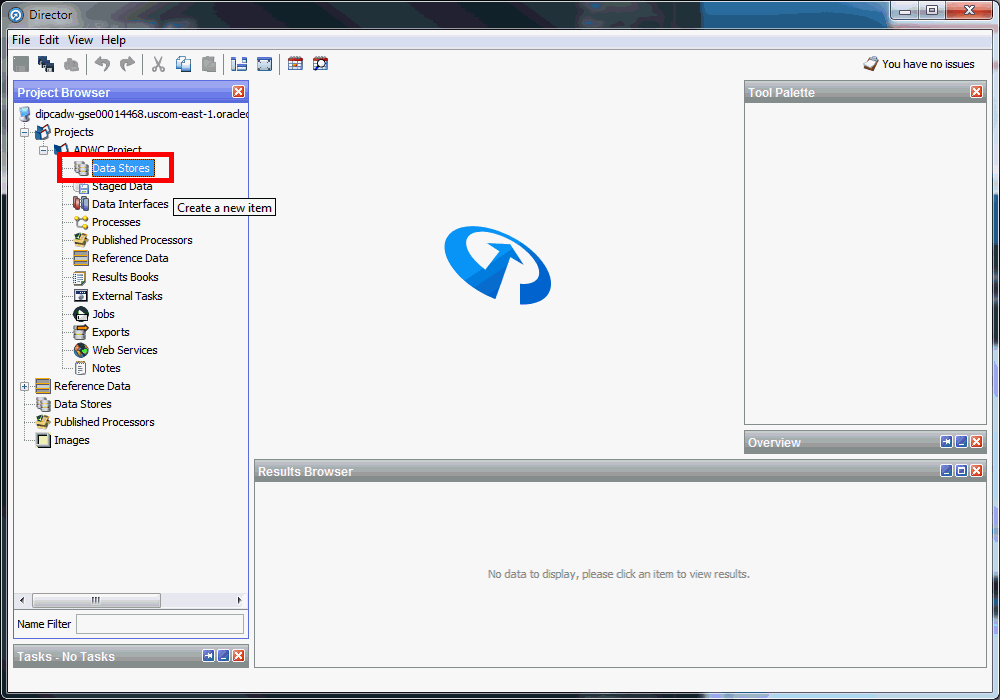 Director
File Edit View Help
You have no issues
Project Browser
dipcadw-gse00014468.uscom-east-1.oraclec
Projects
ADWC Project
Data Stores
Staged Data
Data Interfaces
Create a new item
Processes
Published Processors
Reference Data
Results Books
External Tasks
Jobs
Exports
Web Services
Notes
Reference Data
Data Stores
Published Processors
Images
Name Filter
Tasks - No Tasks
Tool Palette
Overview
Results Browser
No data to display, please click an item to view results.